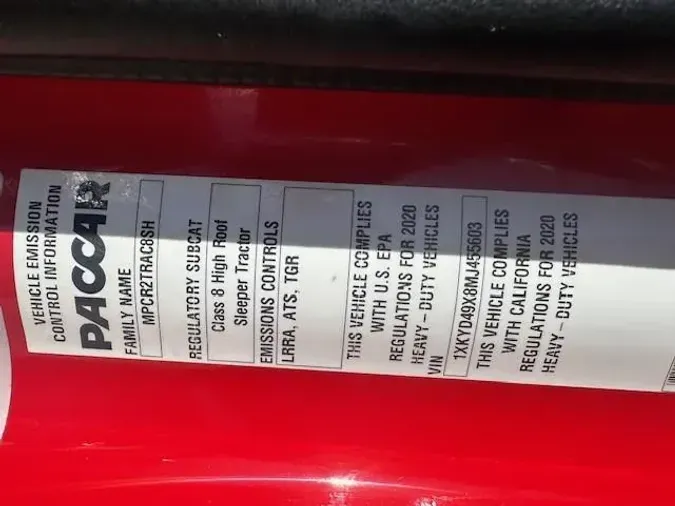 VEHICLE EMISSION
CONTROL INFORMATION
PACCAR
FAMILY NAME
MPCR2TRAC8SH
REGULATORY SUBCAT
Class 8 High Roof
Sleeper Tractor
EMISSIONS CONTROLS
LRRA, ATS, TGR
THIS VEHICLE COMPLIES
WITH U.S. EPA
REGULATIONS FOR 2020
HEAVY - DUTY VEHICLES
VIN
1XKYD49X8MJ455603
THIS VEHICLE COMPLIES
WITH CALIFORNIA
REGULATIONS FOR 2020
HEAVY - DUTY VEHICLES